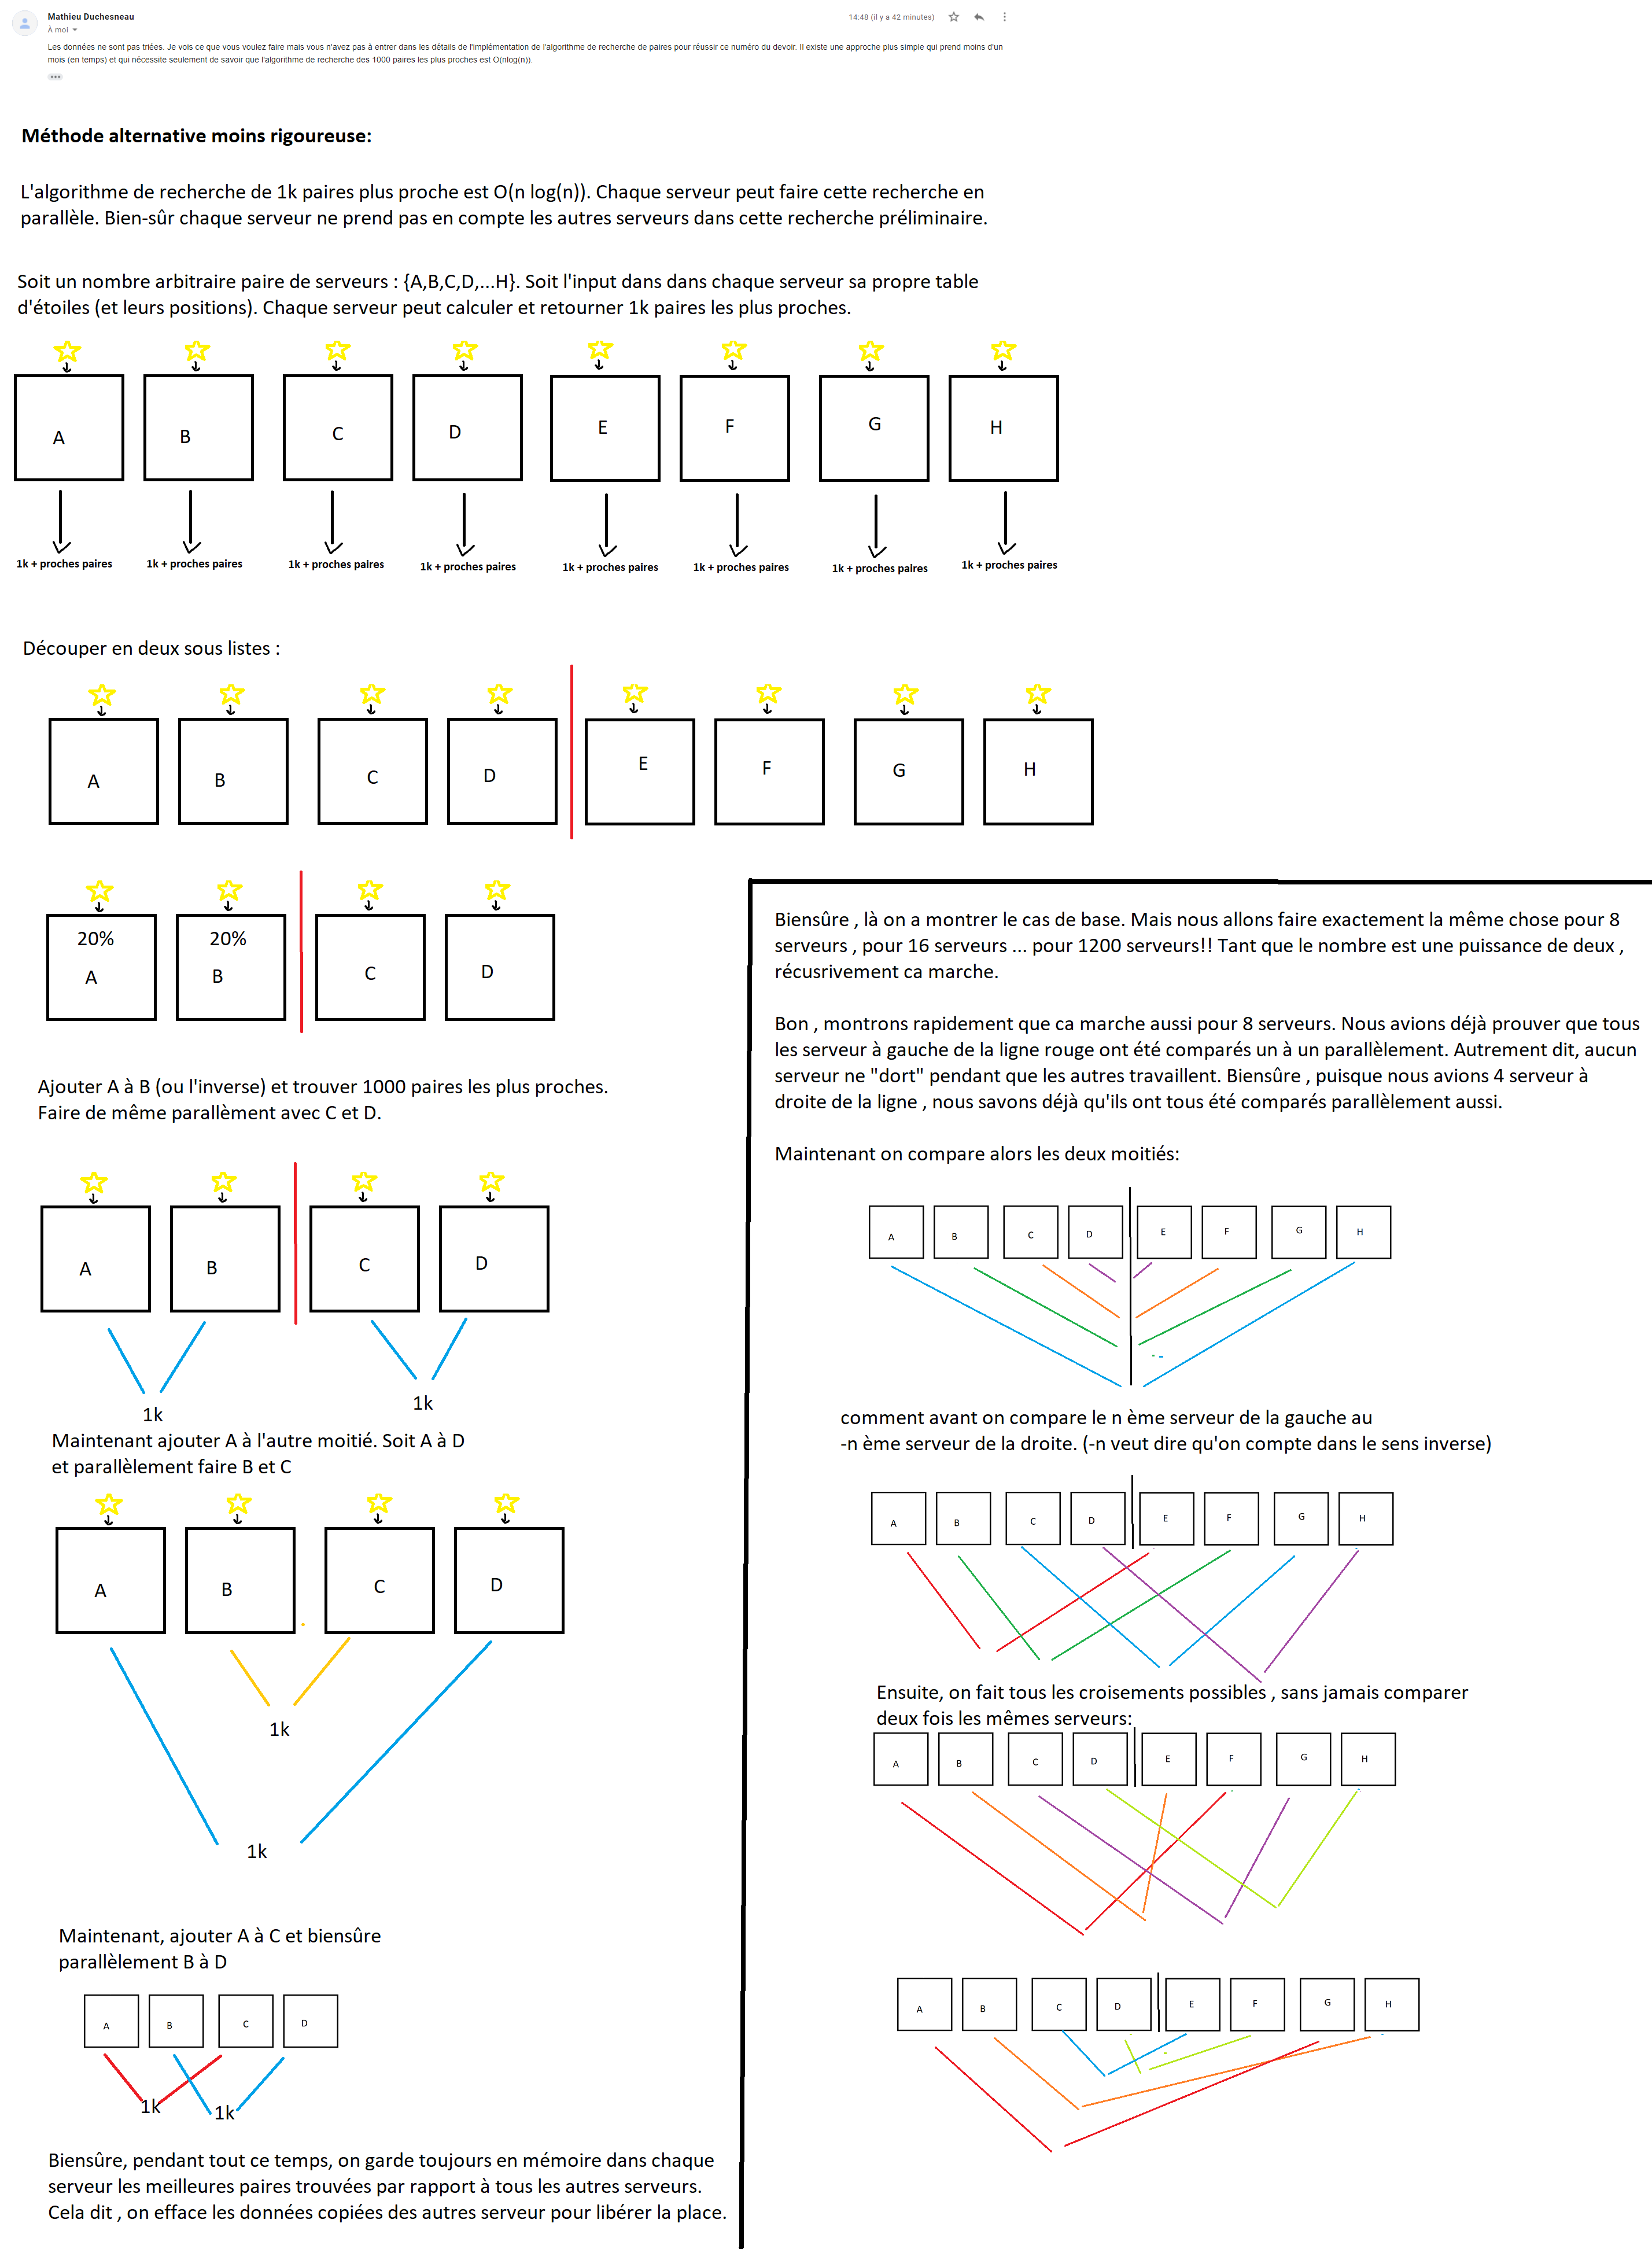 Mathieu Duchesneau
14:48 (il y a 42 minutes)
À moi
Les données ne sont pas triées. Je vois ce que vous voulez faire mais vous n'avez pas à entrer dans les détails de l'implémentation de l'algorithme de recherche de paires pour réussir ce numéro du devoir. Il existe une approche plus simple qui prend moins d'un
mois (en temps) et qui nécessite seulement de savoir que l'algorithme de recherche des 1000 paires les plus proches est O(nlog(n)).
Méthode alternative moins rigoureuse:
L'algorithme de recherche de 1k paires plus proche est O(n log(n)). Chaque serveur peut faire cette recherche en
parallèle. Bien-sûr chaque serveur ne prend pas en compte les autres serveurs dans cette recherche préliminaire.
Soit un nombre arbitraire paire de serveurs : {A,B,C,D,...H}. Soit l'input dans dans chaque serveur sa propre table
d'étoiles (et leurs positions). Chaque serveur peut calculer et retourner 1k paires les plus proches.
A B C D E F G H
1k + proches paires 1k + proches paires 1k + proches paires 1k + proches paires 1k + proches paires 1k + proches paires 1k + proches paires 1k + proches paires
Découper en deux sous listes :
A B C D E F G H
20% 20%
A B C D
Ajouter A à B (ou l'inverse) et trouver 1000 paires les plus proches.
Faire de même parallèment avec C et D.
A B C D
1k 1k
Maintenant ajouter A à l'autre moitié. Soit A à D
et parallèlement faire B et C
A B C D
1k
1k
Maintenant, ajouter A à C et biensûre
parallèlement B à D
A B C D
1k 1k
Biensûre, pendant tout ce temps, on garde toujours en mémoire dans chaque
serveur les meilleures paires trouvées par rapport à tous les autres serveurs.
Cela dit , on efface les données copiées des autres serveur pour libérer la place.
Biensûre , là on a montrer le cas de base. Mais nous allons faire exactement la même chose pour 8
serveurs , pour 16 serveurs ... pour 1200 serveurs!! Tant que le nombre est une puissance de deux ,
récusrivement ca marche.
Bon , montrons rapidement que ca marche aussi pour 8 serveurs. Nous avions déjà prouver que tous
les serveur à gauche de la ligne rouge ont été comparés un à un parallèlement. Autrement dit, aucun
serveur ne "dort" pendant que les autres travaillent. Biensûre , puisque nous avions 4 serveur à
droite de la ligne , nous savons déjà qu'ils ont tous été comparés parallèlement aussi.
Maintenant on compare alors les deux moitiés:
A B C D E F G H
comment avant on compare le n ème serveur de la gauche au
-n ème serveur de la droite. (-n veut dire qu'on compte dans le sens inverse)
A B C D E F G H
Ensuite, on fait tous les croisements possibles , sans jamais comparer
deux fois les mêmes serveurs:
A B C D E F G H
A B C D E F G H